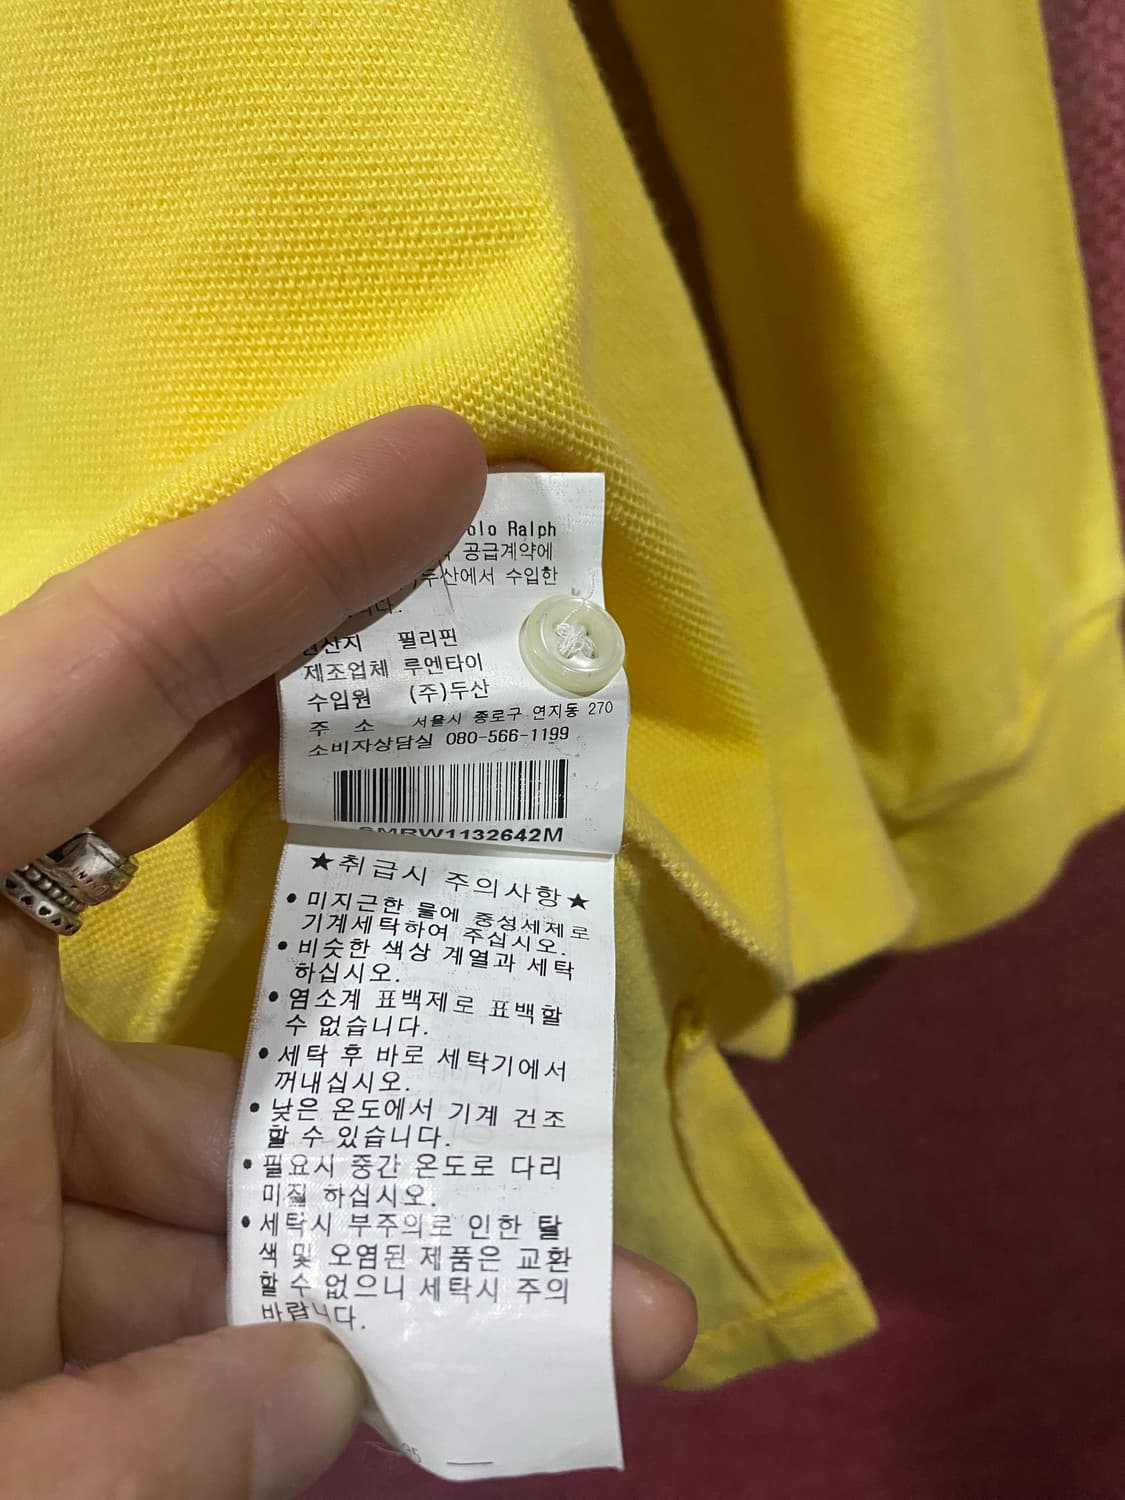 Ralph
공급계약에
두산에서 수입한
필리핀
제조업체 루엔타이
수입원 (주)두산
주 소 서울시 종로구 연지동 270
소비자상담실 080-566-1199
SMRW1132642M
★취급시 주의사항★
• 미지근한 물에 중성세제로
기계세탁하여 주십시오.
• 비슷한 색상 계열과 세탁
하십시오.
• 염소계 표백제로 표백할
수 없습니다.
• 세탁 후 바로 세탁기에서
꺼내십시오.
• 낮은 온도에서 기계 건조
할 수 있습니다.
• 필요시 중간 온도로 다리
미질 하십시오.
• 세탁시 부주의로 인한 탈
색 및 오염된 제품은 교환
할 수 없으니 세탁시 주의
바랍니다.